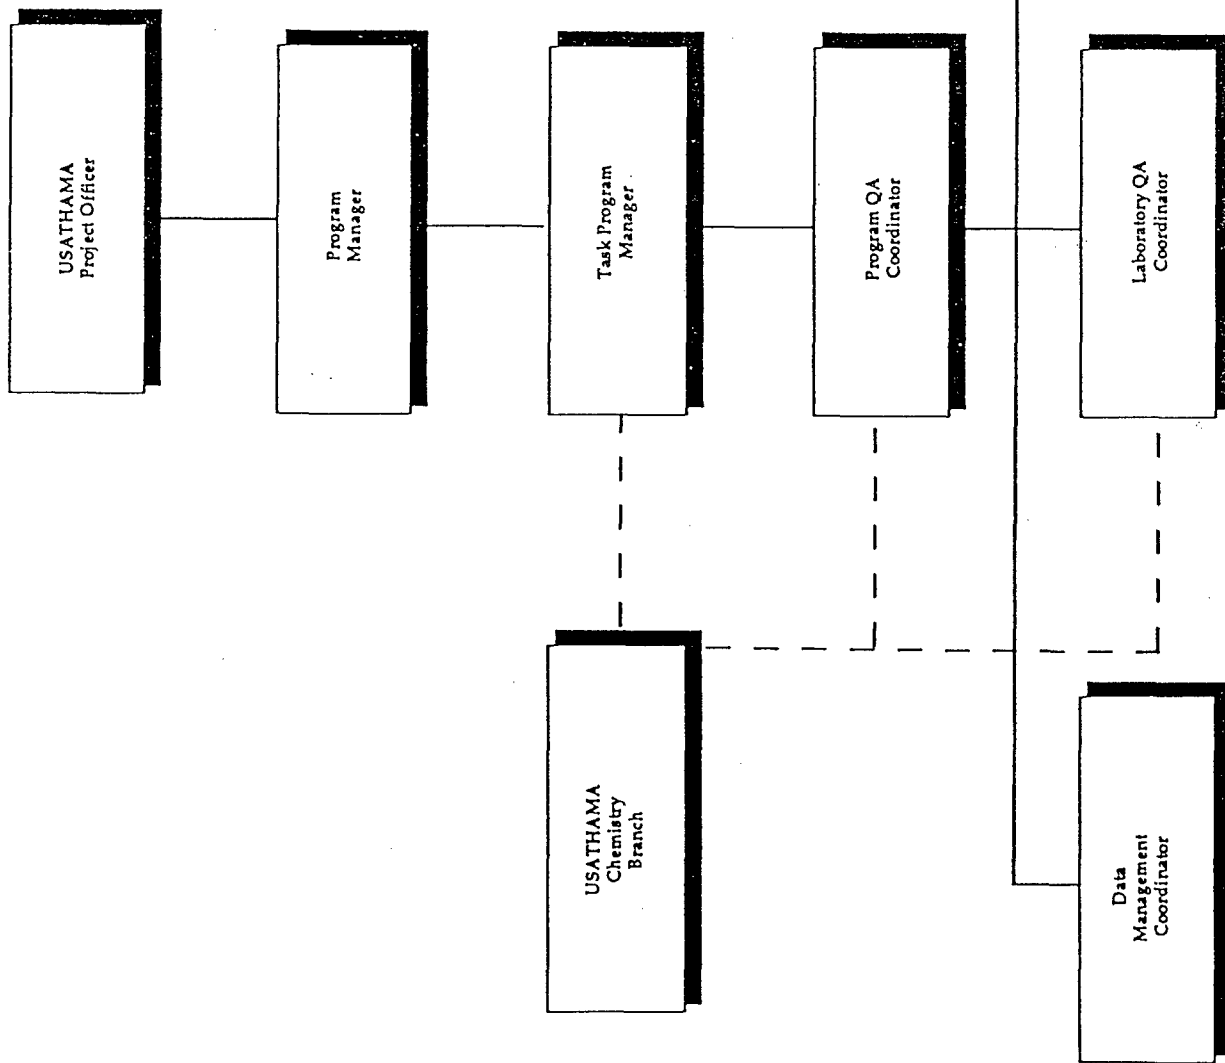 USATHAMA
Project Officer
Program
Manager
Task Program
Manager
Program QA
Coordinator
Laboratory QA
Coordinator
USATHAMA
Chemistry
Branch
Data
Management
Coordinator